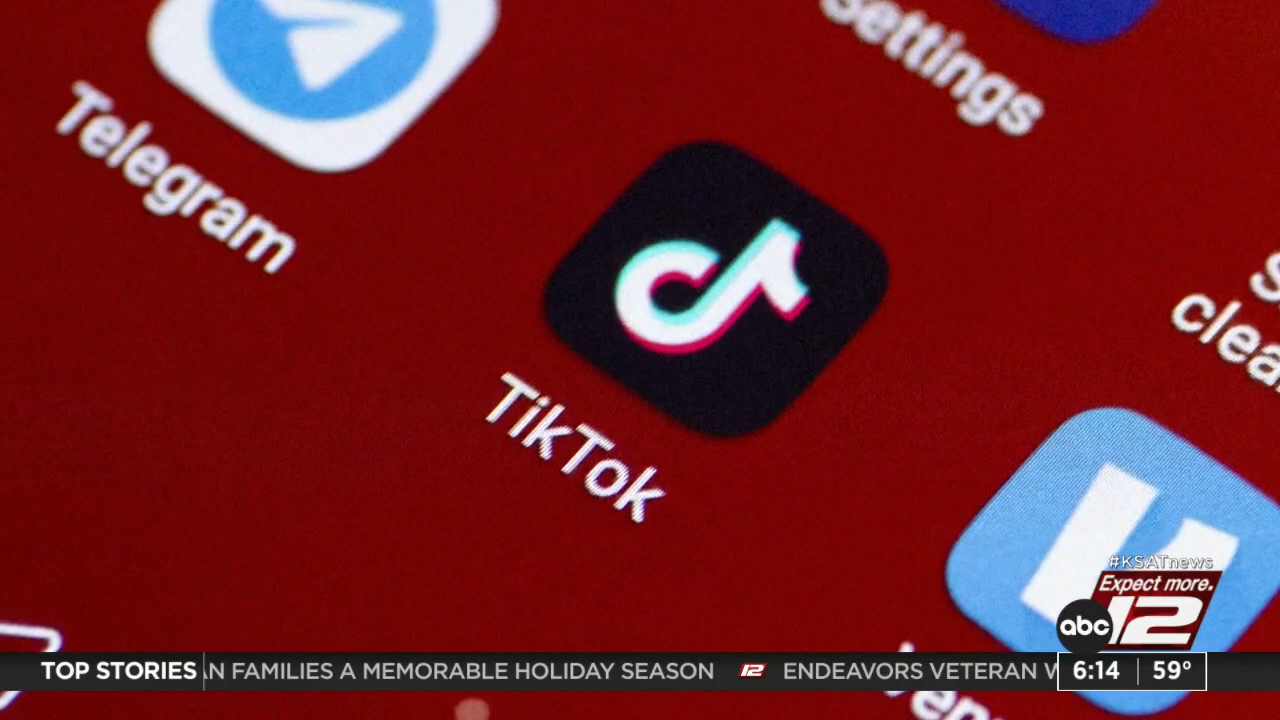 Telegram
settings
TikTok
clea
#KSATnews
Expect more.
abc 12
TOP STORIES
N FAMILIES A MEMORABLE HOLIDAY SEASON 12 ENDEAVORS VETERAN
6:14 59°